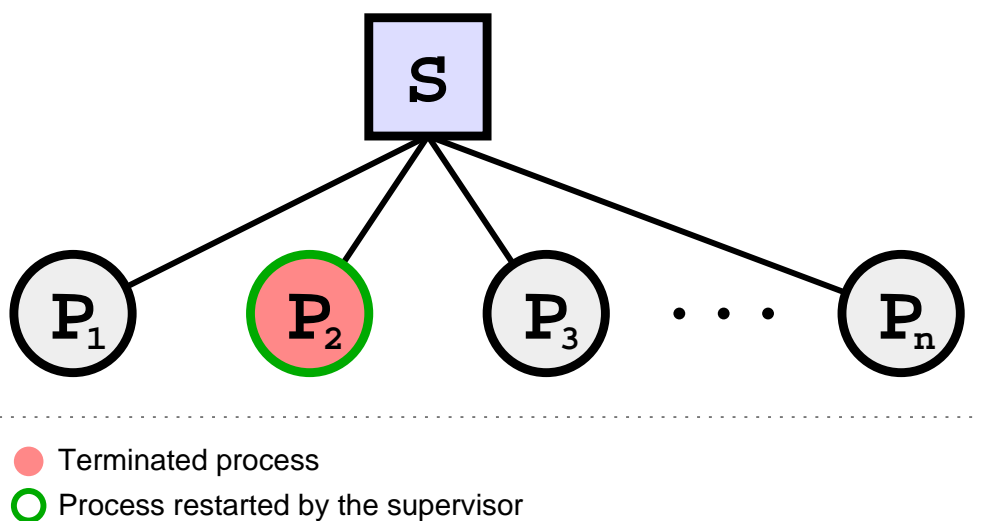 S
P1 P2 P3 . . . Pn
Terminated process
Process restarted by the supervisor